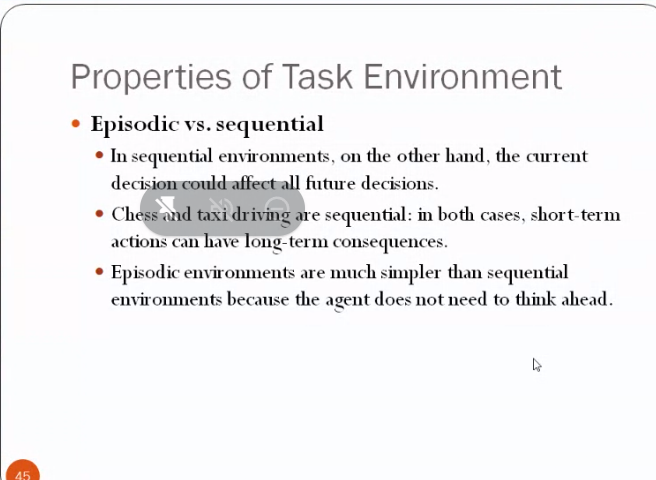 Properties of Task Environment
• Episodic vs. sequential
• In sequential environments, on the other hand, the current
decision could affect all future decisions.
• Chess and taxi driving are sequential: in both cases, short-term
actions can have long-term consequences.
• Episodic environments are much simpler than sequential
environments because the agent does not need to think ahead.
45